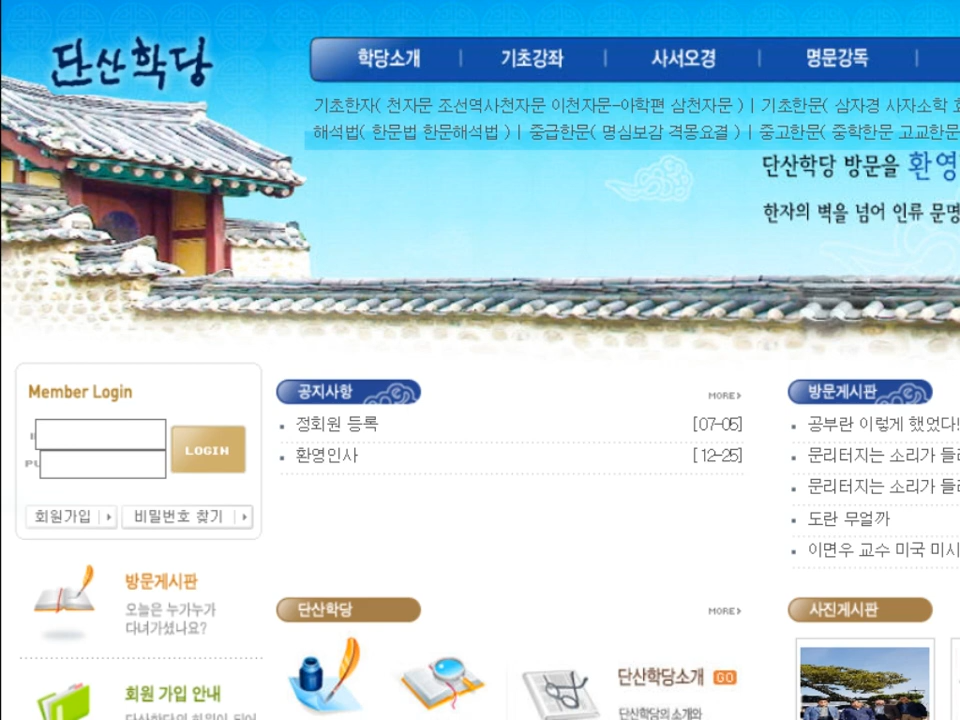 단산학당
학당소개 | 기초강좌 | 사서오경 | 명문강독 |
기초한자( 천자문 조선역사천자문 이천자문-아학편 삼천자문 ) | 기초한문( 삼자경 사자소학
해석법( 한문법 한문해석법 ) | 중급한문( 명심보감 격몽요결 ) | 중고한문( 중학한문 고교한문
단산학당 방문을 환영
한자의 벽을 넘어 인류 문명
Member Login
LOGIN
회원가입 비밀번호 찾기
공지사항 MORE
정회원 등록 [07-05]
환영인사 [12-25]
방문게시판
공부란 이렇게 했었다!
문리터지는 소리가 들리
문리터지는 소리가 들리
도란 무얼까
이면우 교수 미국 미시
방문게시판
오늘은 누가누가
다녀가셨나요?
회원 가입 안내
단산학당의 회원이 되어
단산학당 MORE
단산학당소개 GO
단산학당의 소개와
사진게시판